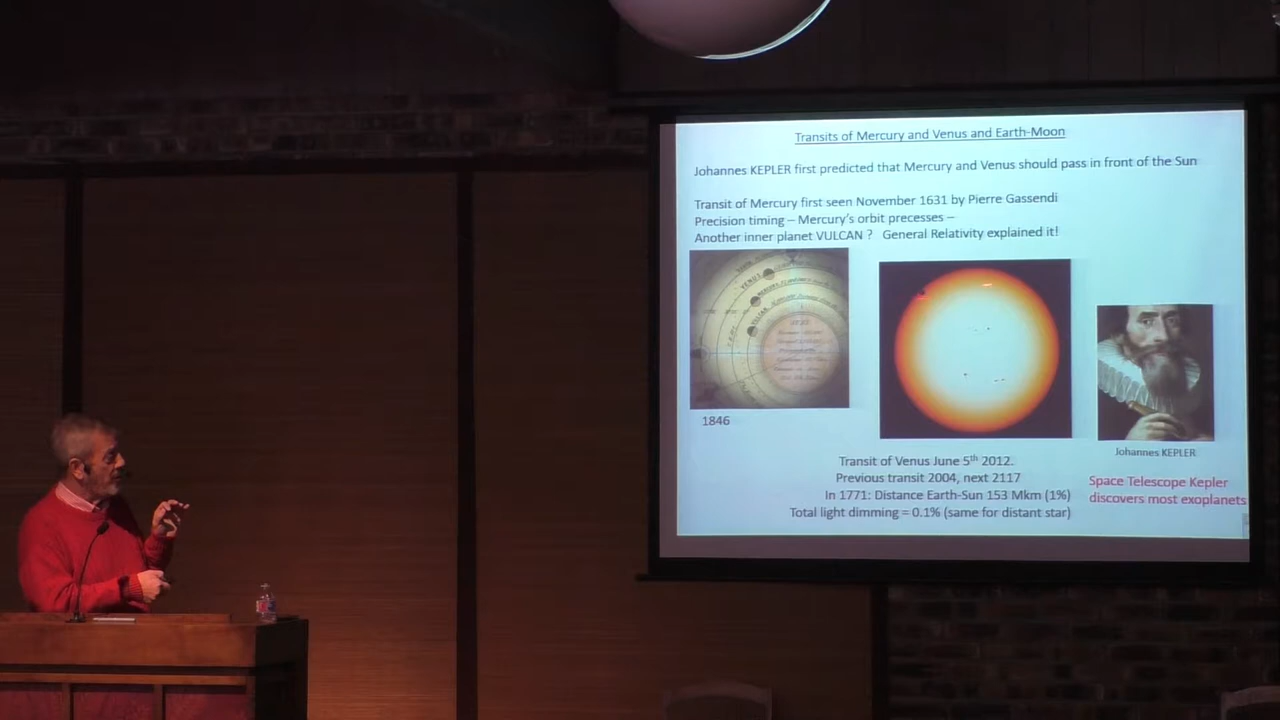 Transits of Mercury and Venus and Earth-Moon
Johannes KEPLER first predicted that Mercury and Venus should pass in front of the Sun
Transit of Mercury first seen November 1631 by Pierre Gassendi
Precision timing – Mercury's orbit precesses –
Another inner planet VULCAN ? General Relativity explained it!
VENUS
MERCURY
VULCAN
1846
Johannes KEPLER
Transit of Venus June 5th 2012.
Previous transit 2004, next 2117
In 1771: Distance Earth-Sun 153 Mkm (1%)
Total light dimming = 0.1% (same for distant star)
Space Telescope Kepler
discovers most exoplanets